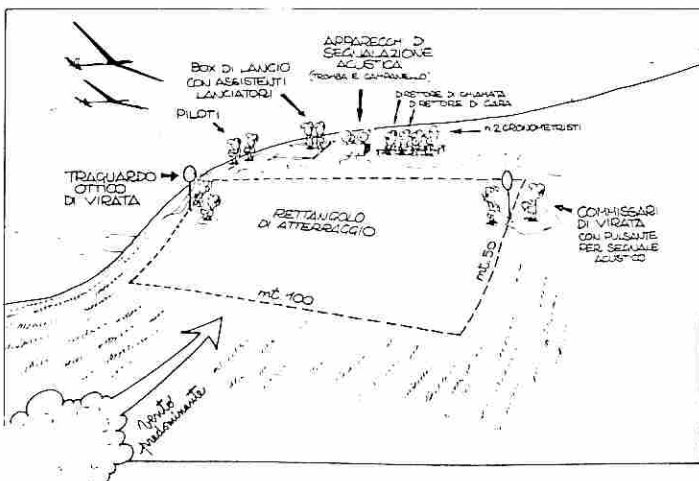 APPARECCHI DI
SEGNALAZIONE
ACUSTICA
(TROMBA E CAMPANELLO)
BOX DI LANCIO
CON ASSISTENTI
LANCIATORI
DIRETTORE DI CHIAMATA
DIRETTORE DI GARA
PILOTI
n.2 CRONOMETRISTI
TRAGUARDO
OTTICO
DI VIRATA
RETTANGOLO
DI ATTERRAGGIO
COMMISSARI
DI VIRATA
CON PULSANTE
PER SEGNALE
ACUSTICO
mt. 50
mt. 100
vento
predominante